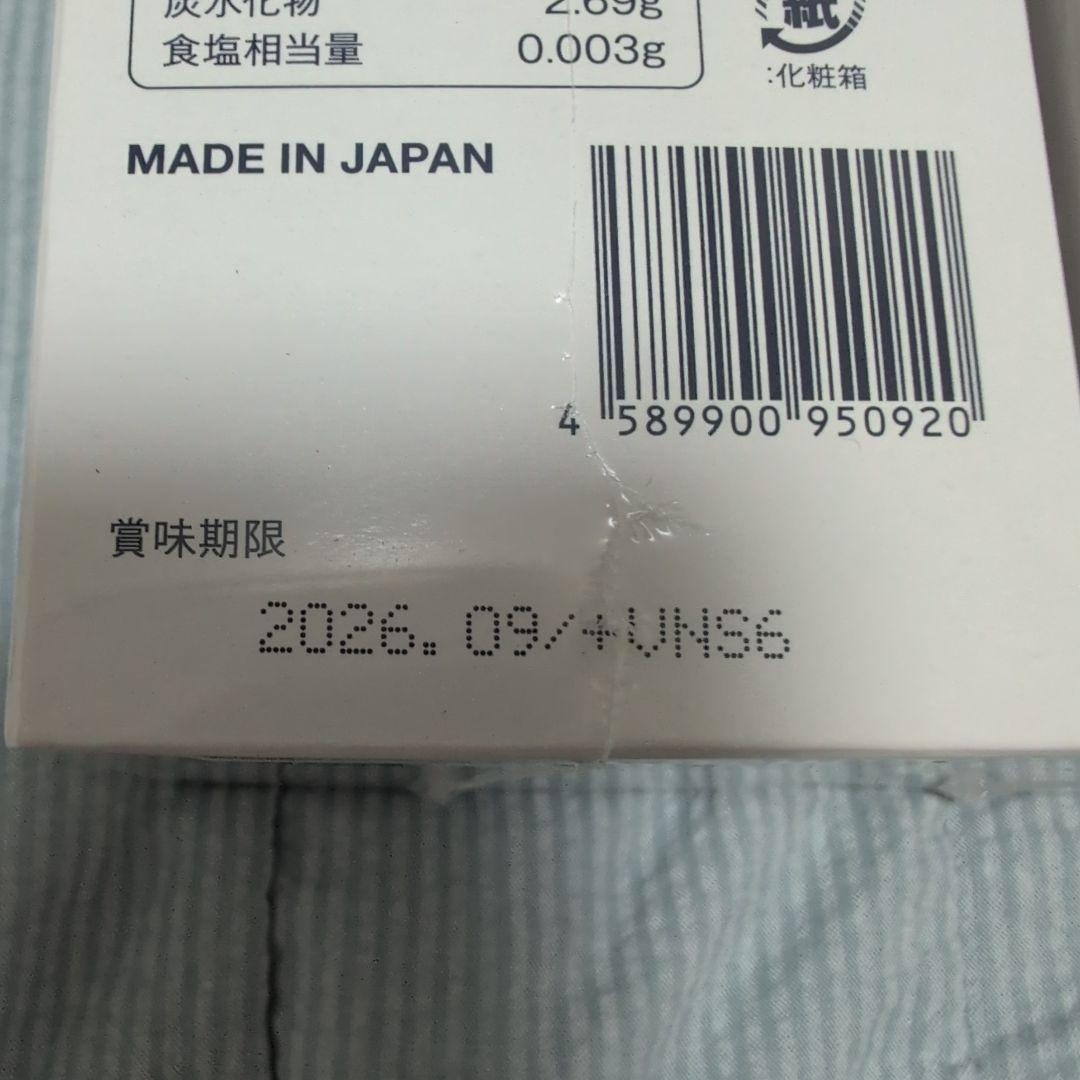 炭水化物 2.69g
食塩相当量 0.003g
紙
:化粧箱
MADE IN JAPAN
4 589900 950920
賞味期限
2026. 09/+VNS6